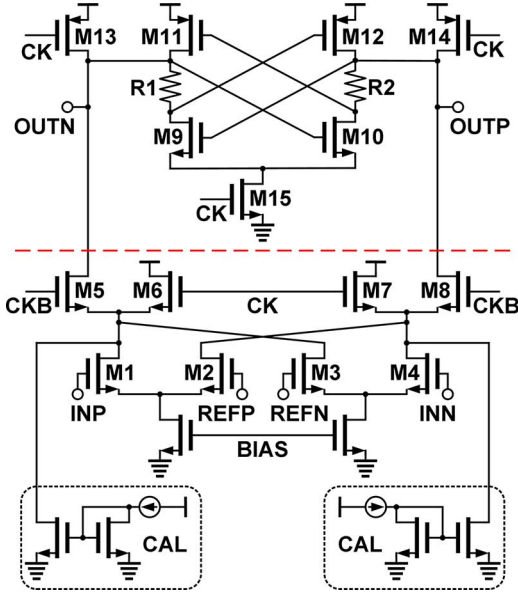 M13 M11 M12 M14
CK CK
R1 R2
OUTN M9 M10 OUTP
M15
CK
M5 M6 M7 M8
CKB CK CKB
M1 M2 M3 M4
INP REFP REFN INN
BIAS
CAL CAL